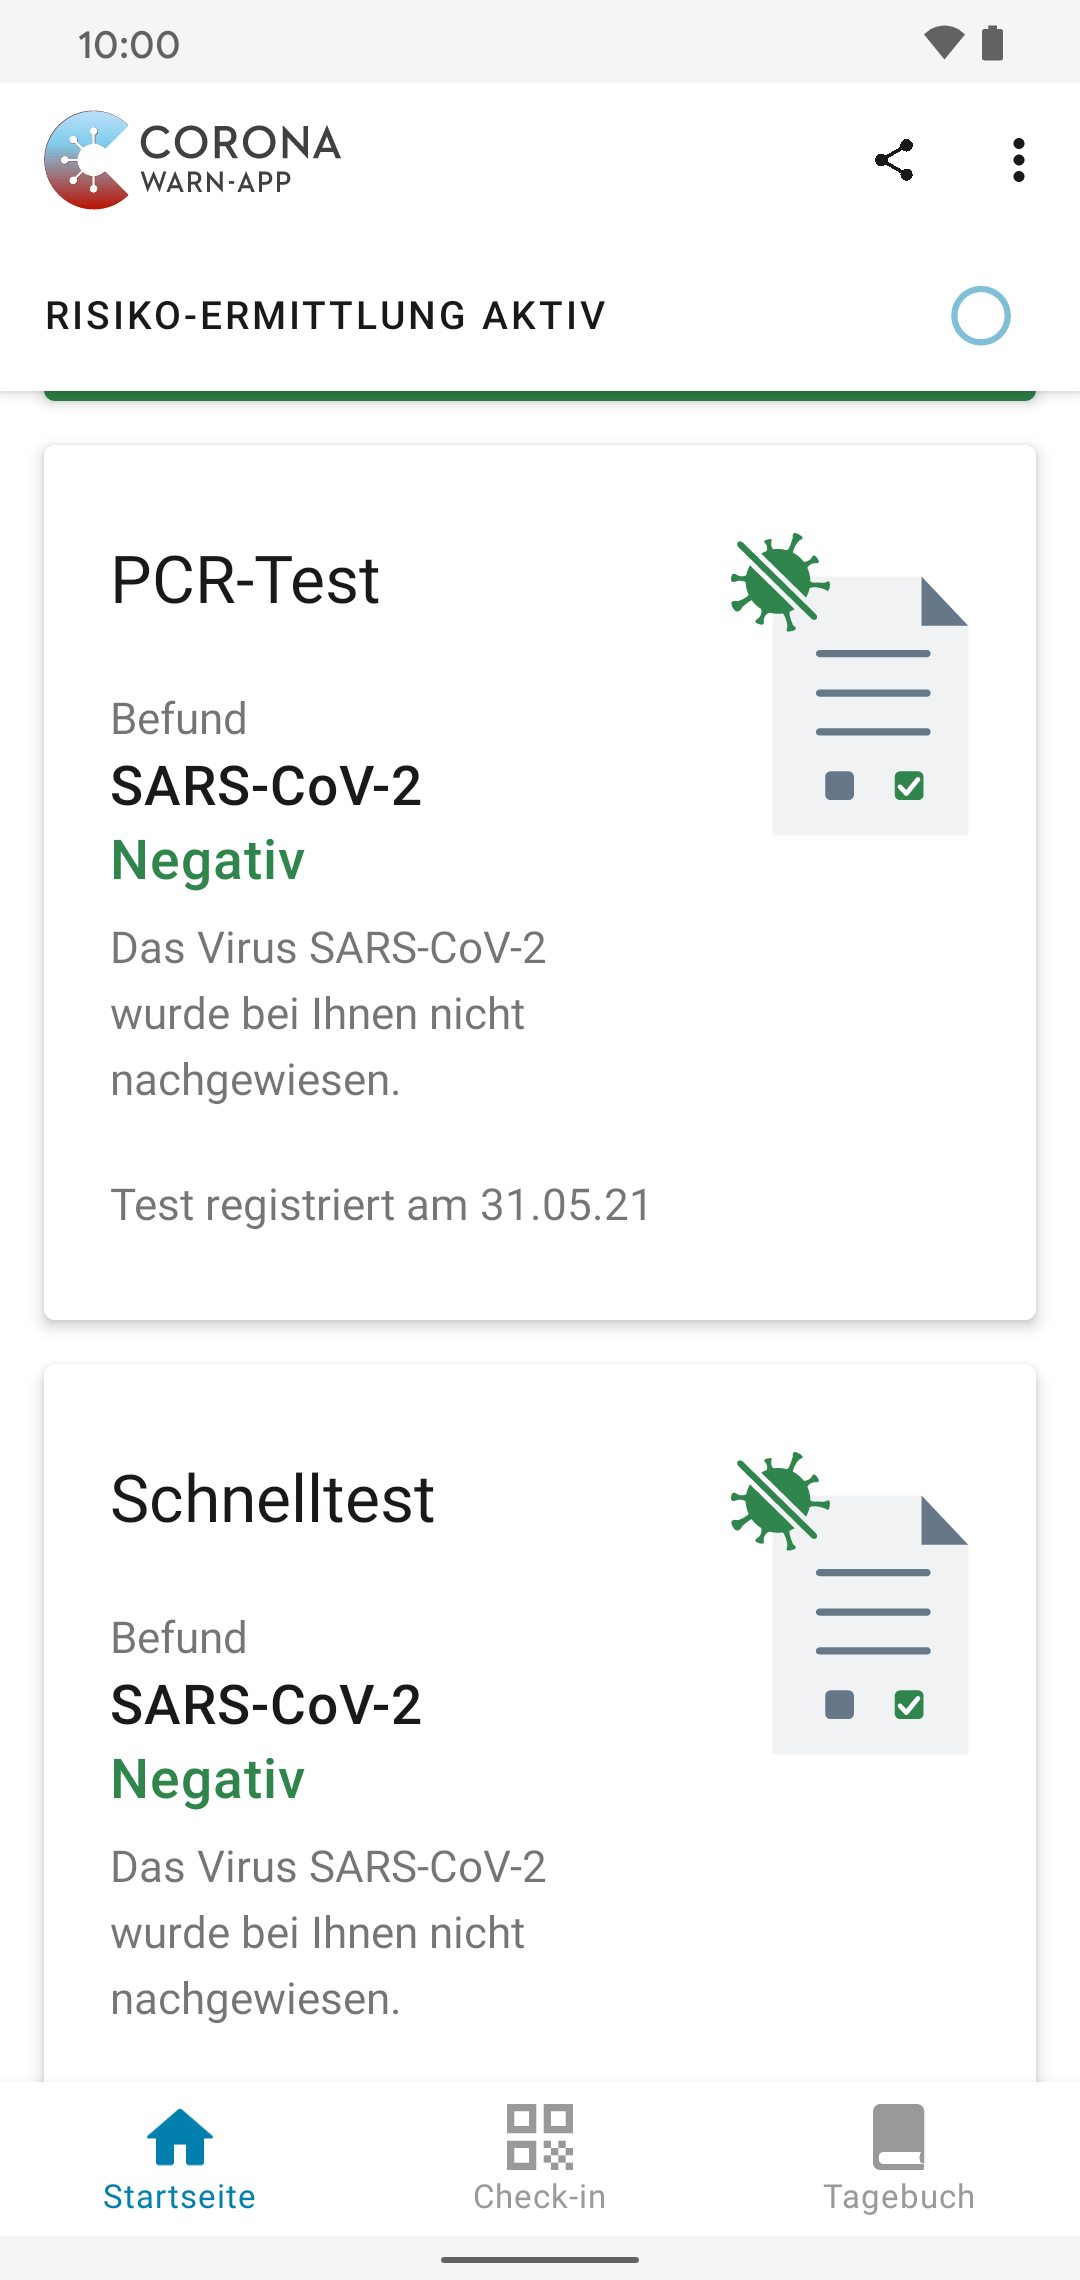 10:00
CORONA
WARN-APP
RISIKO-ERMITTLUNG AKTIV
PCR-Test
Befund
SARS-CoV-2
Negativ
Das Virus SARS-CoV-2
wurde bei Ihnen nicht
nachgewiesen.
Test registriert am 31.05.21
Schnelltest
Befund
SARS-CoV-2
Negativ
Das Virus SARS-CoV-2
wurde bei Ihnen nicht
nachgewiesen.
Startseite
Check-in
Tagebuch